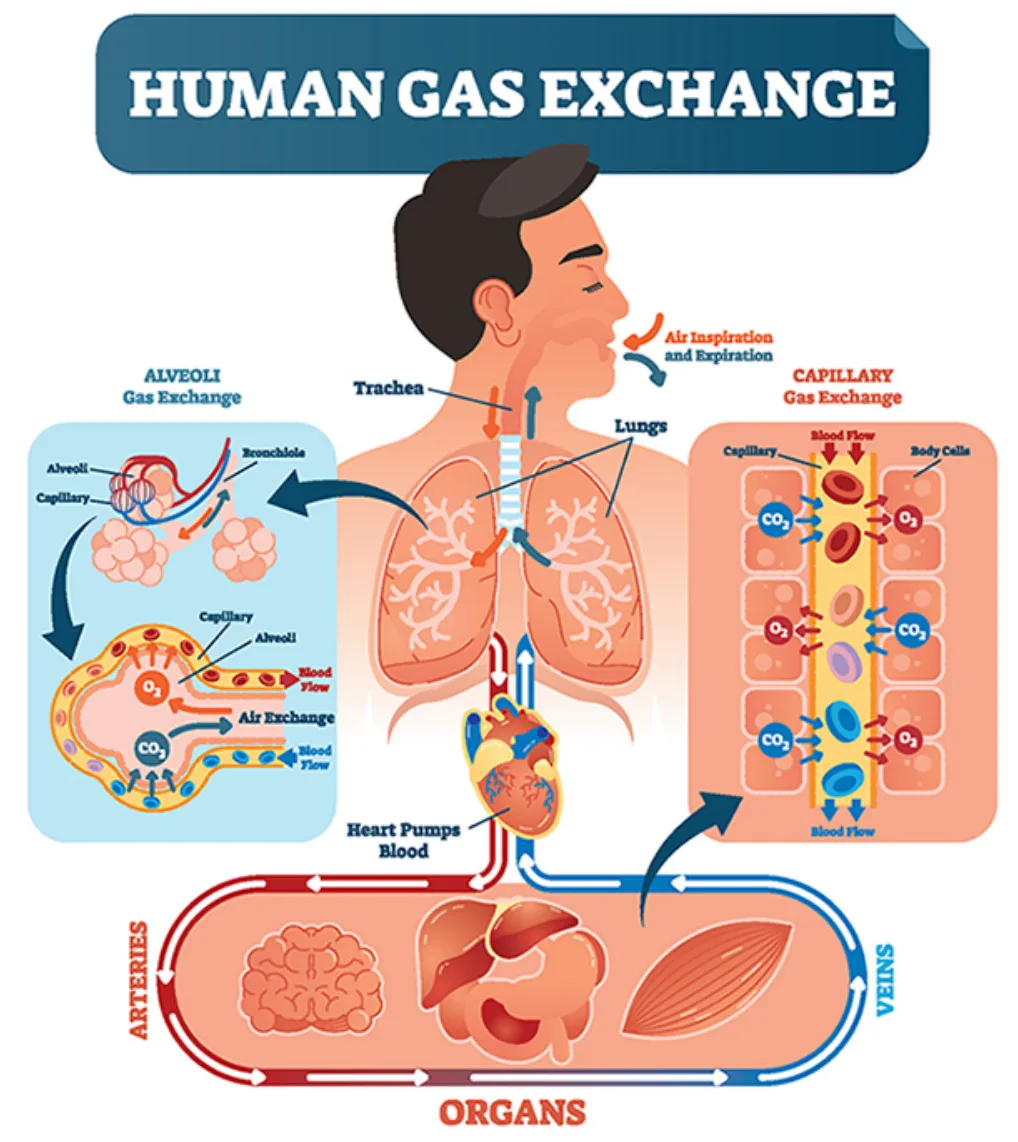 HUMAN GAS EXCHANGE
Air Inspiration
and Expiration
Trachea
Lungs
ALVEOLI
Gas Exchange
Alveoli
Capillary
Bronchiole
Capillary
Alveoli
O₂
Blood
Flow
Air Exchange
CO₂
Blood
Flow
CAPILLARY
Gas Exchange
Blood Flow
Capillary
Body Cells
CO₂
O₂
O₂
CO₂
CO₂
O₂
Blood Flow
Heart Pumps
Blood
ARTERIES
VEINS
ORGANS